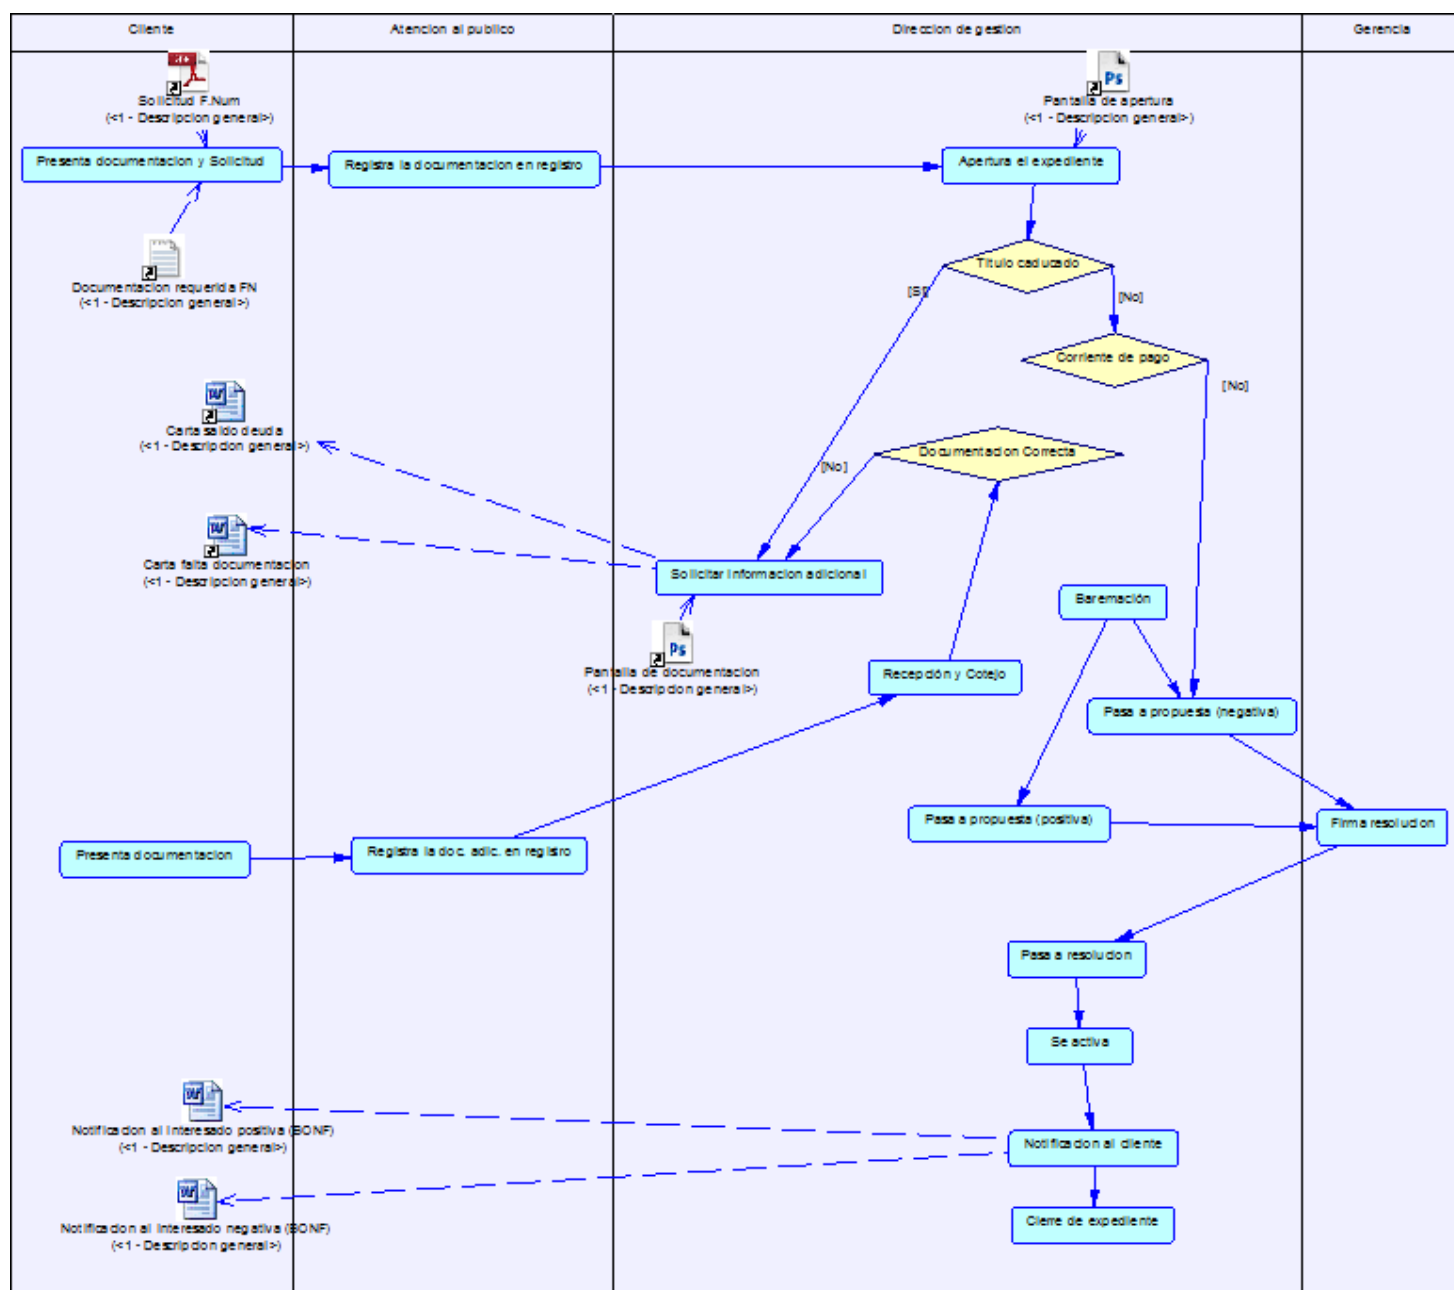 Cliente
Atencion al publico
Direccion de gestion
Gerencia
Solicitud F.Num
(<1 - Descripcion general>)
Pantalla de apertura
(<1 - Descripcion general>)
Presenta documentacion y Solicitud
Registra la documentacion en registro
Apertura el expediente
Documentacion requerida FN
(<1 - Descripcion general>)
Titulo caducado
[Si]
[No]
Corriente de pago
[No]
Carta saldo deuda
(<1 - Descripcion general>)
Documentacion Correcta
[No]
Carta falta documentacion
(<1 - Descripcion general>)
Solicitar informacion adicional
Baremación
Pantalla de documentacion
(<1 - Descripcion general>)
Recepción y Cotejo
Pasa a propuesta (negativa)
Pasa a propuesta (positiva)
Firma resolucion
Presenta documentacion
Registra la doc. adic. en registro
Pasa a resolucion
Se activa
Notificacion al interesado positiva (BONF)
(<1 - Descripcion general>)
Notificacion al cliente
Notificacion al interesado negativa (BONF)
(<1 - Descripcion general>)
Cierre de expediente
Ps
Ps